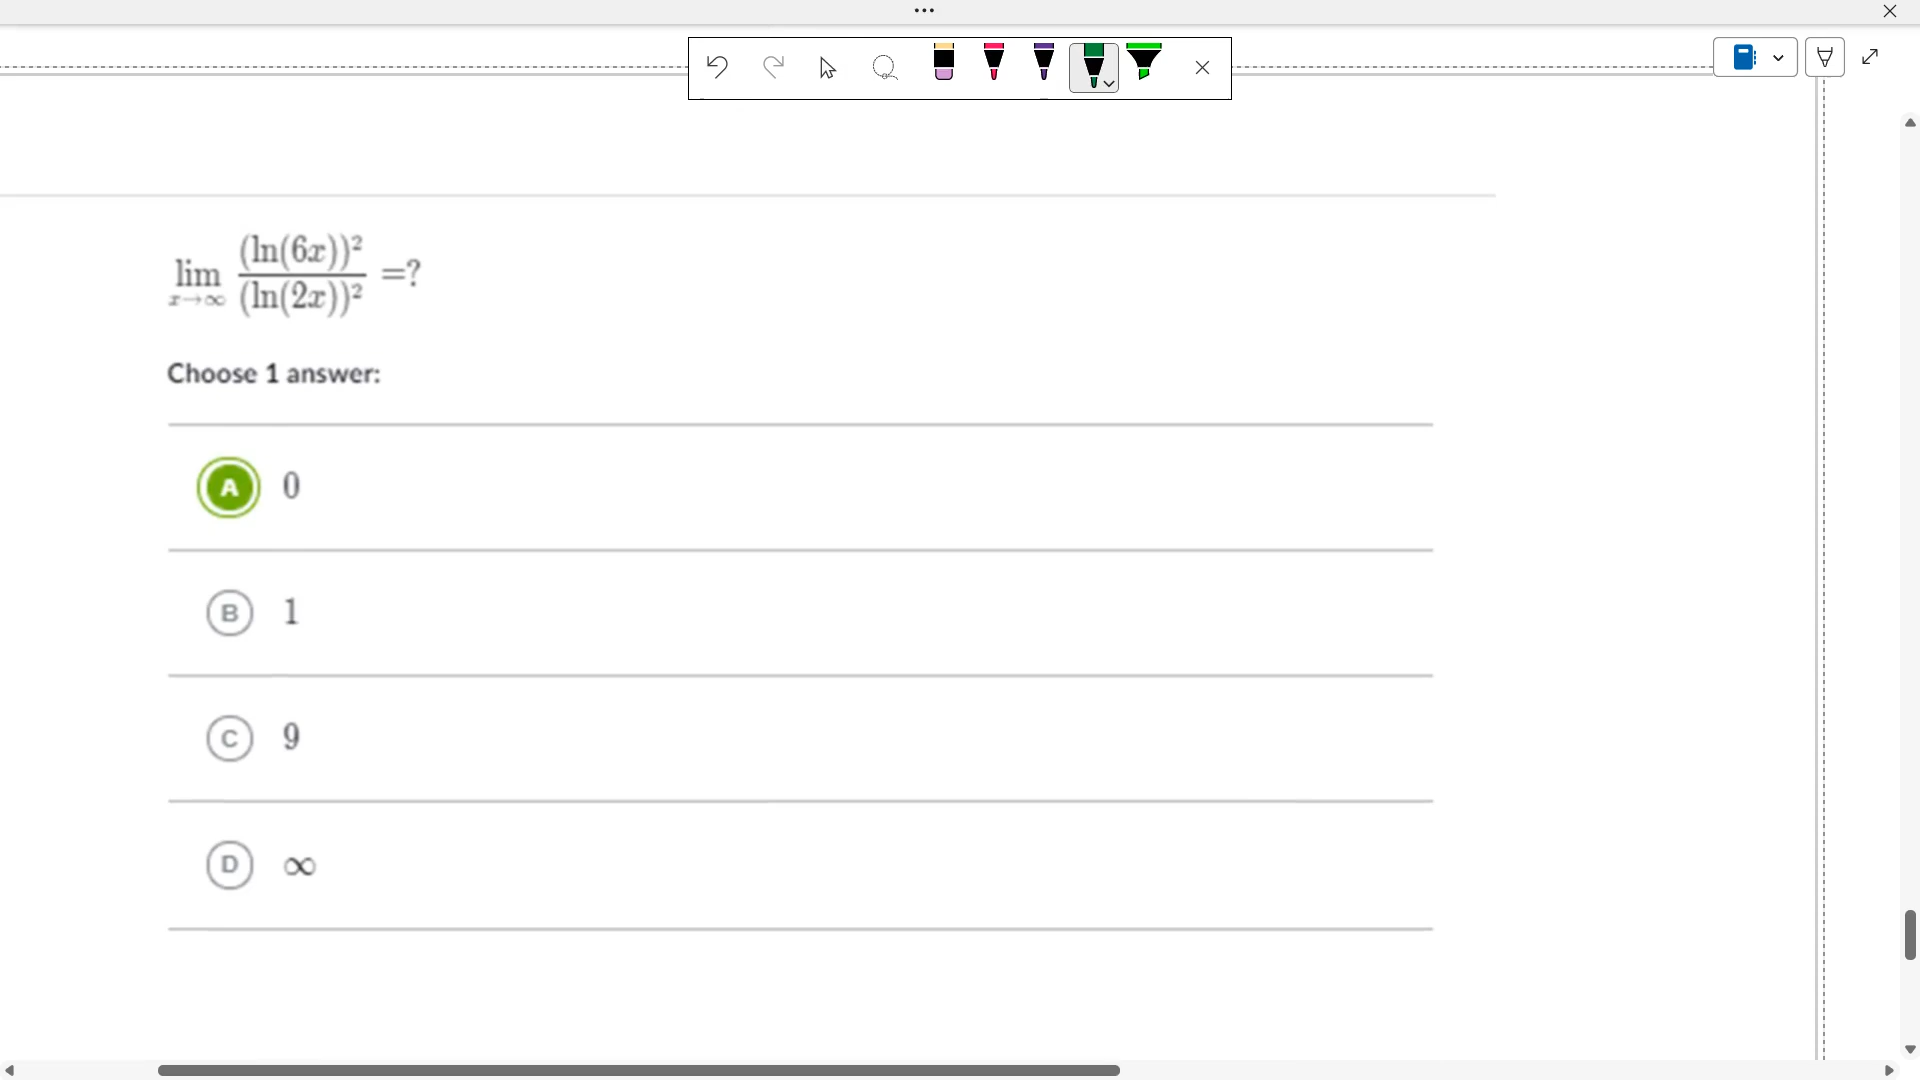 lim x→∞ (ln(6x))² / (ln(2x))² =?
Choose 1 answer:
A 0
B 1
C 9
D ∞